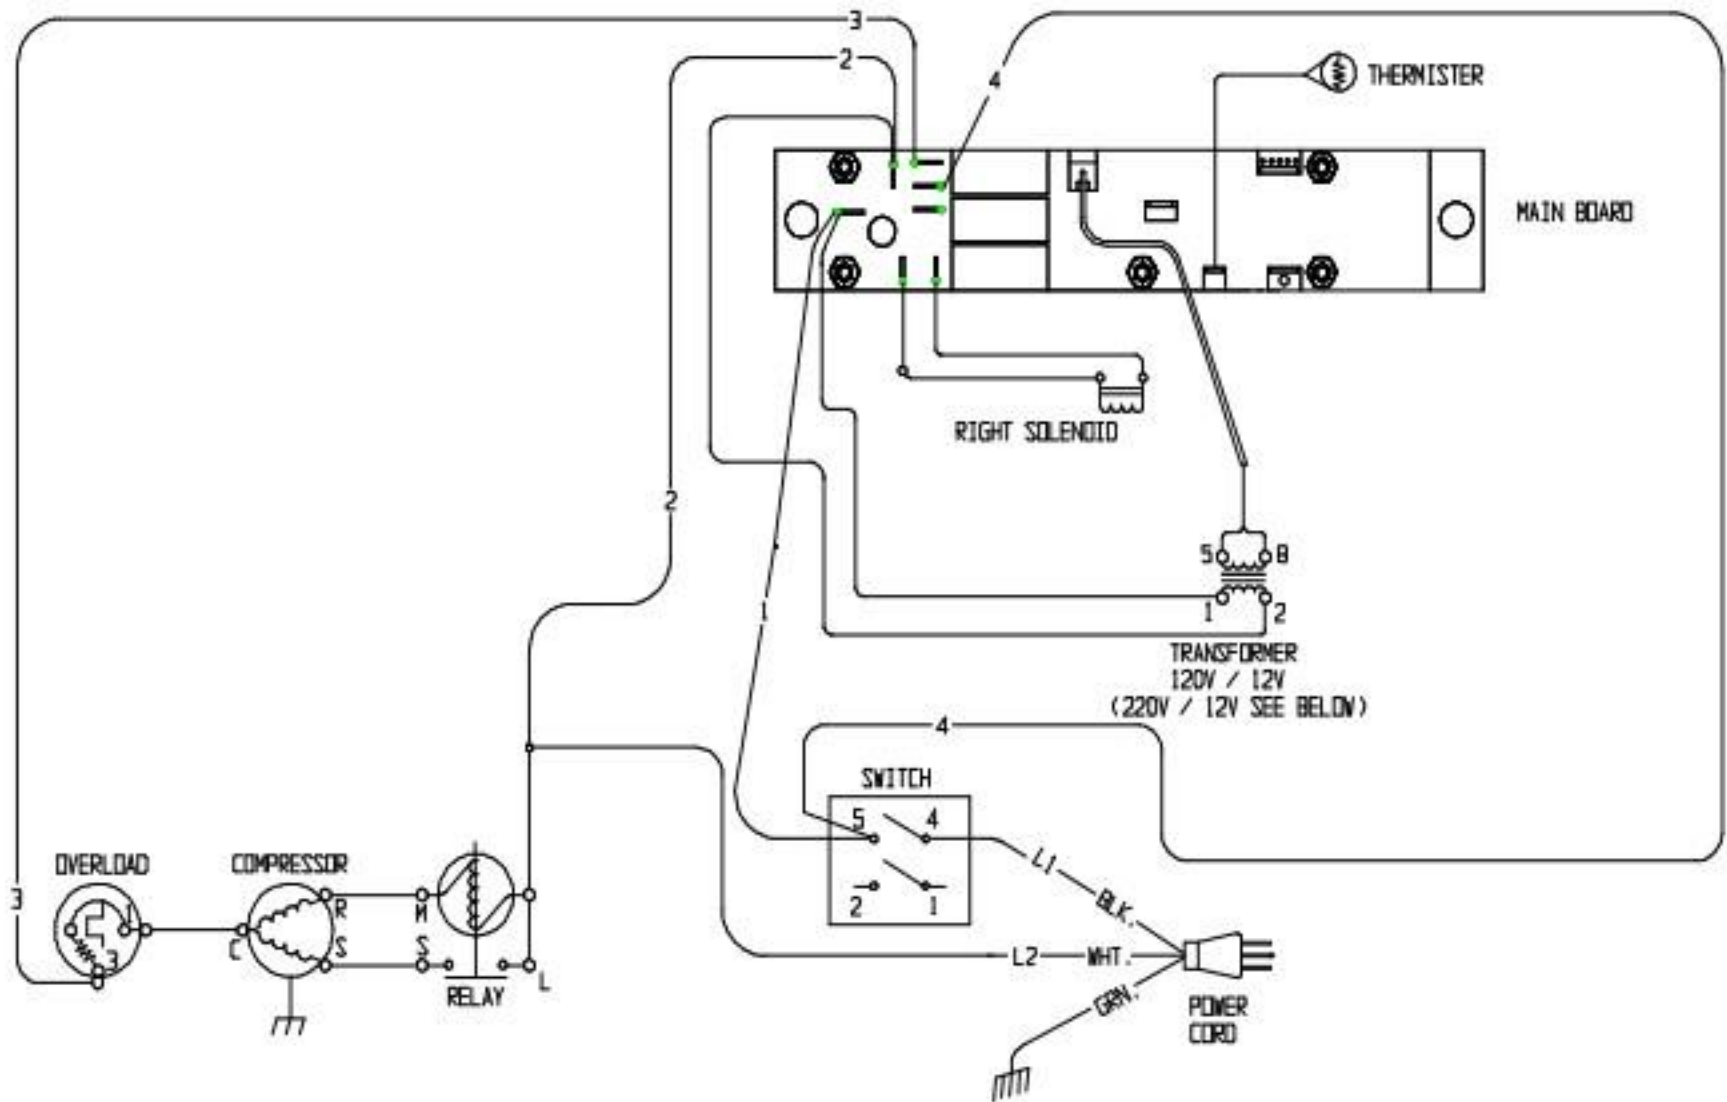 3
2
4
THERMISTER
MAIN BOARD
RIGHT SOLENOID
2
5 8
1 2
1
TRANSFORMER
120V / 12V
(220V / 12V SEE BELOW)
4
SWITCH
5 4
2 1
L1
BLK.
L2 WHT.
GRN.
POWER
CORD
OVERLOAD
COMPRESSOR
3
1
3
C
R
S
M
S
L
RELAY